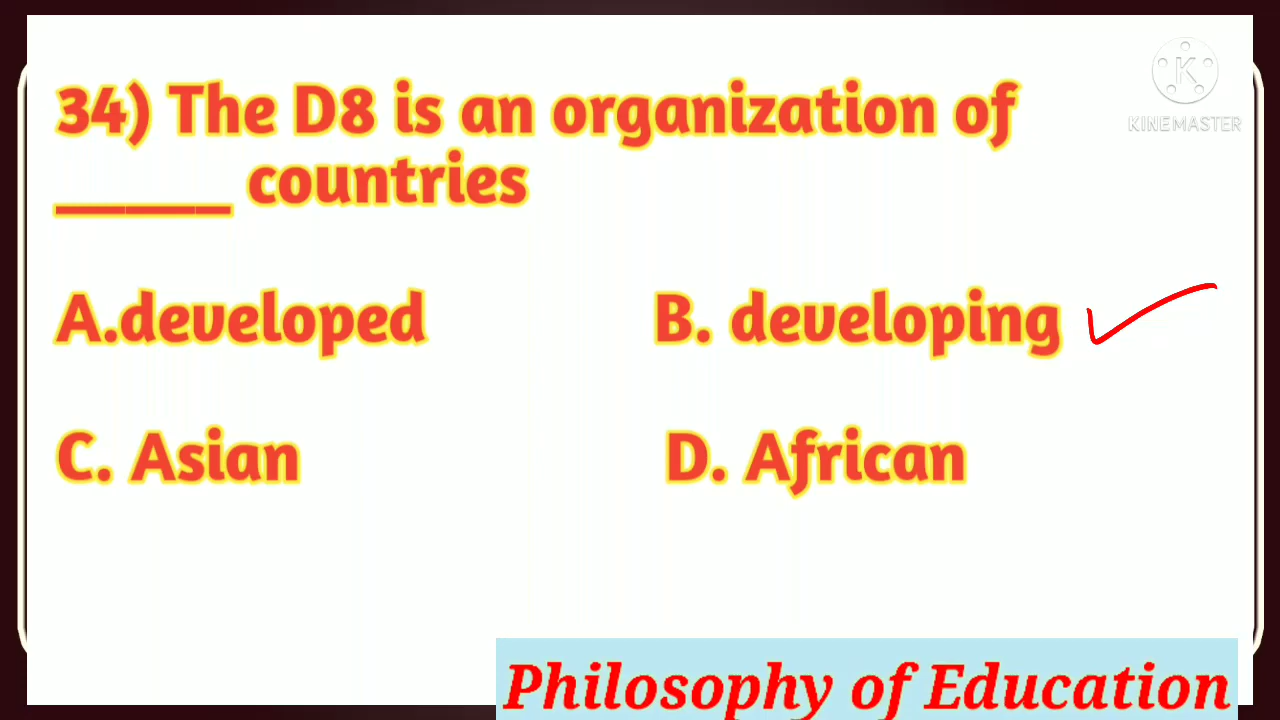 34) The D8 is an organization of
_____ countries
A.developed B. developing
C. Asian D. African
KINEMASTER
Philosophy of Education